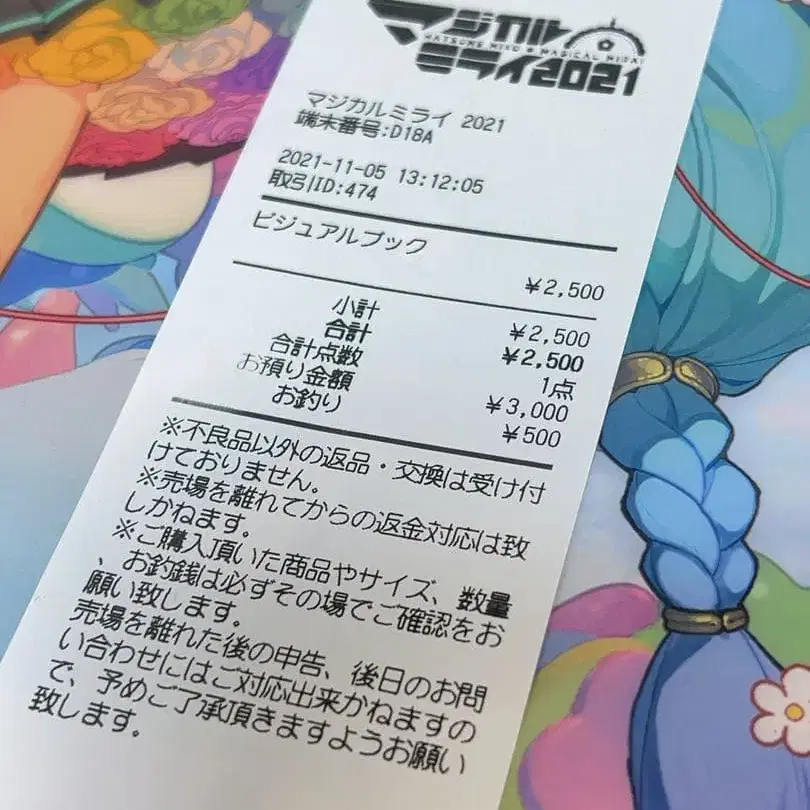 マジカル
HATSUNE MIKU MAGICAL MIRAI
ミライ2021
マジカルミライ 2021
端末番号:D18A
2021-11-05 13:12:05
取引ID:474
ビジュアルブック
¥2,500
小計 ¥2,500
合計 ¥2,500
合計点数 1点
お預り金額 ¥3,000
お釣り ¥500
※不良品以外の返品・交換は受け付
けておりません。
※売場を離れてからの返金対応は致
しかねます。
※ご購入頂いた商品やサイズ、数量
、お釣銭は必ずその場でご確認をお
願い致します。
売場を離れた後の申告、後日のお問
い合わせにはご対応出来かねますの
で、予めご了承頂きますようお願い
致します。